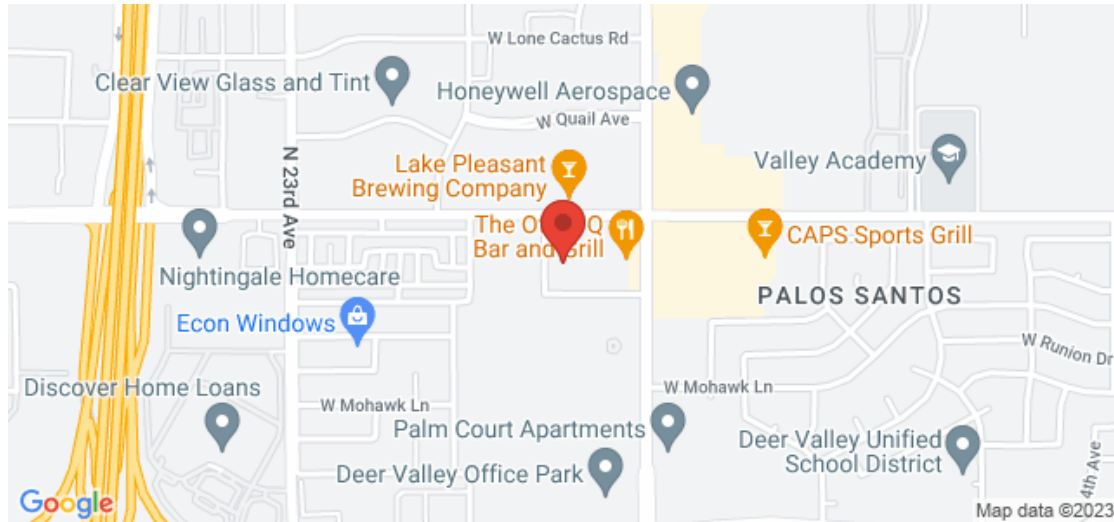 W Lone Cactus Rd
Clear View Glass and Tint
Honeywell Aerospace
W Quail Ave
N 23rd Ave
Lake Pleasant
Brewing Company
Valley Academy
The O Q
Bar and Grill
CAPS Sports Grill
Nightingale Homecare
PALOS SANTOS
Econ Windows
W Runion Dr
Discover Home Loans
W Mohawk Ln
W Mohawk Ln
Palm Court Apartments
Deer Valley Unified
School District
Deer Valley Office Park
4th Ave
Google
Map data ©2023